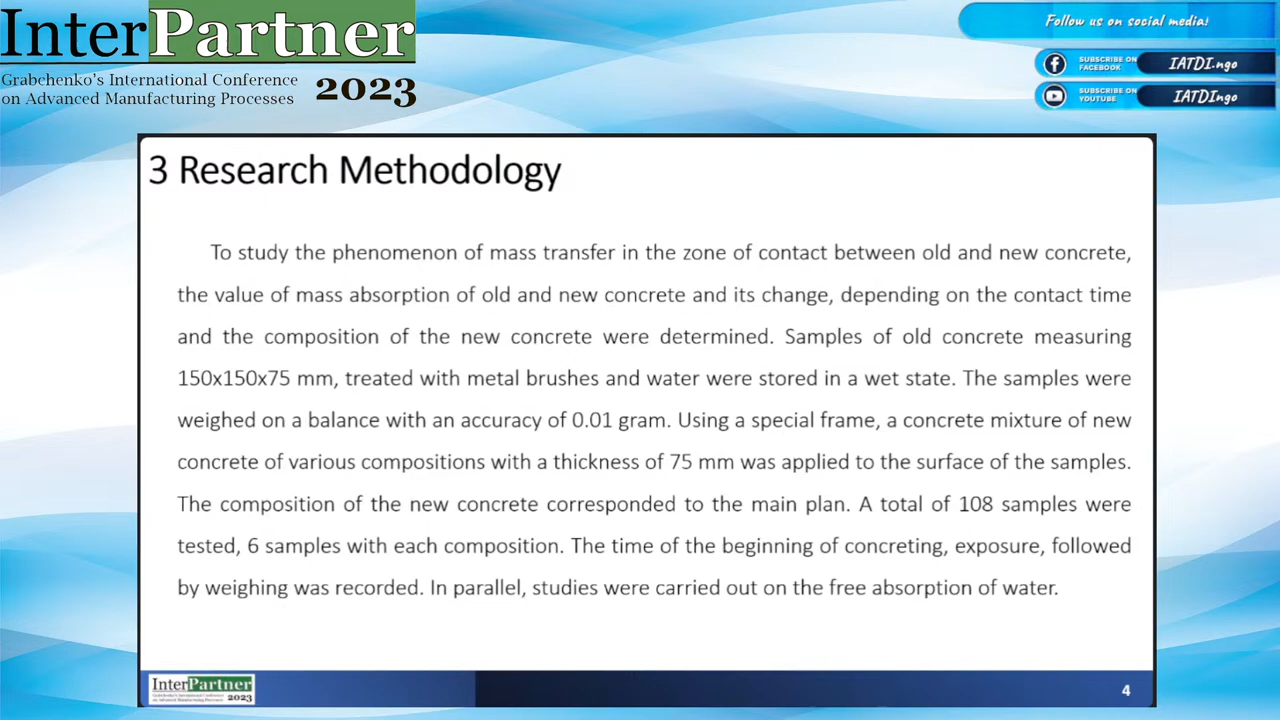 InterPartner
Grabchenko's International Conference
on Advanced Manufacturing Processes
2023
Follow us on social media!
SUBSCRIBE ON
FACEBOOK
IATDI.ngo
SUBSCRIBE ON
YOUTUBE
IATDIngo
3 Research Methodology
To study the phenomenon of mass transfer in the zone of contact between old and new concrete,
the value of mass absorption of old and new concrete and its change, depending on the contact time
and the composition of the new concrete were determined. Samples of old concrete measuring
150x150x75 mm, treated with metal brushes and water were stored in a wet state. The samples were
weighed on a balance with an accuracy of 0.01 gram. Using a special frame, a concrete mixture of new
concrete of various compositions with a thickness of 75 mm was applied to the surface of the samples.
The composition of the new concrete corresponded to the main plan. A total of 108 samples were
tested, 6 samples with each composition. The time of the beginning of concreting, exposure, followed
by weighing was recorded. In parallel, studies were carried out on the free absorption of water.
InterPartner
Grabchenko's International Conference
on Advanced Manufacturing Processes
2023
4